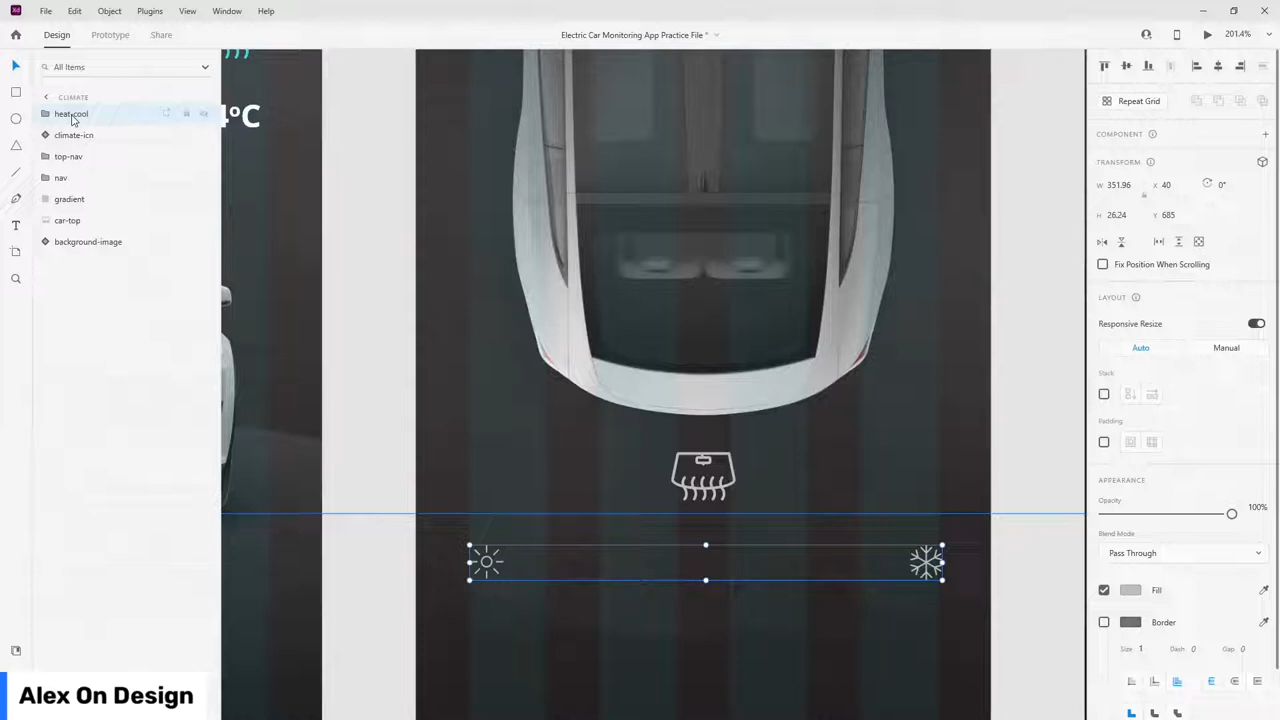 Xd File Edit Object Plugins View Window Help
Design Prototype Share Electric Car Monitoring App Practice File * 201.4%
All Items
CLIMATE
heat-cool
climate-icn
top-nav
nav
gradient
car-top
background-image
4ºC
Repeat Grid
COMPONENT
TRANSFORM
W 351.96 X 40 0°
H 26.24 Y 685
Fix Position When Scrolling
LAYOUT
Responsive Resize
Auto Manual
Stack
Padding
APPEARANCE
Opacity
100%
Blend Mode
Pass Through
Fill
Border
Size 1 Dash 0 Gap 0
Alex On Design